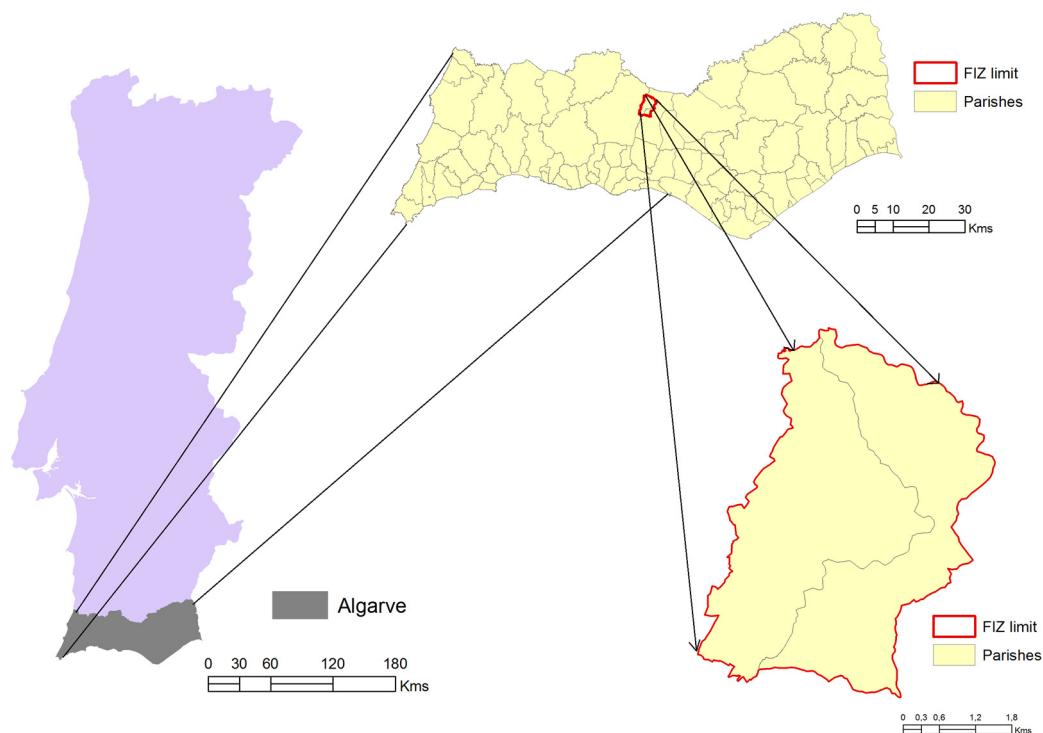 FIZ limit
Parishes
0 5 10 20 30
Kms
Algarve
0 30 60 120 180
Kms
FIZ limit
Parishes
0 0,3 0,6 1,2 1,8
Kms